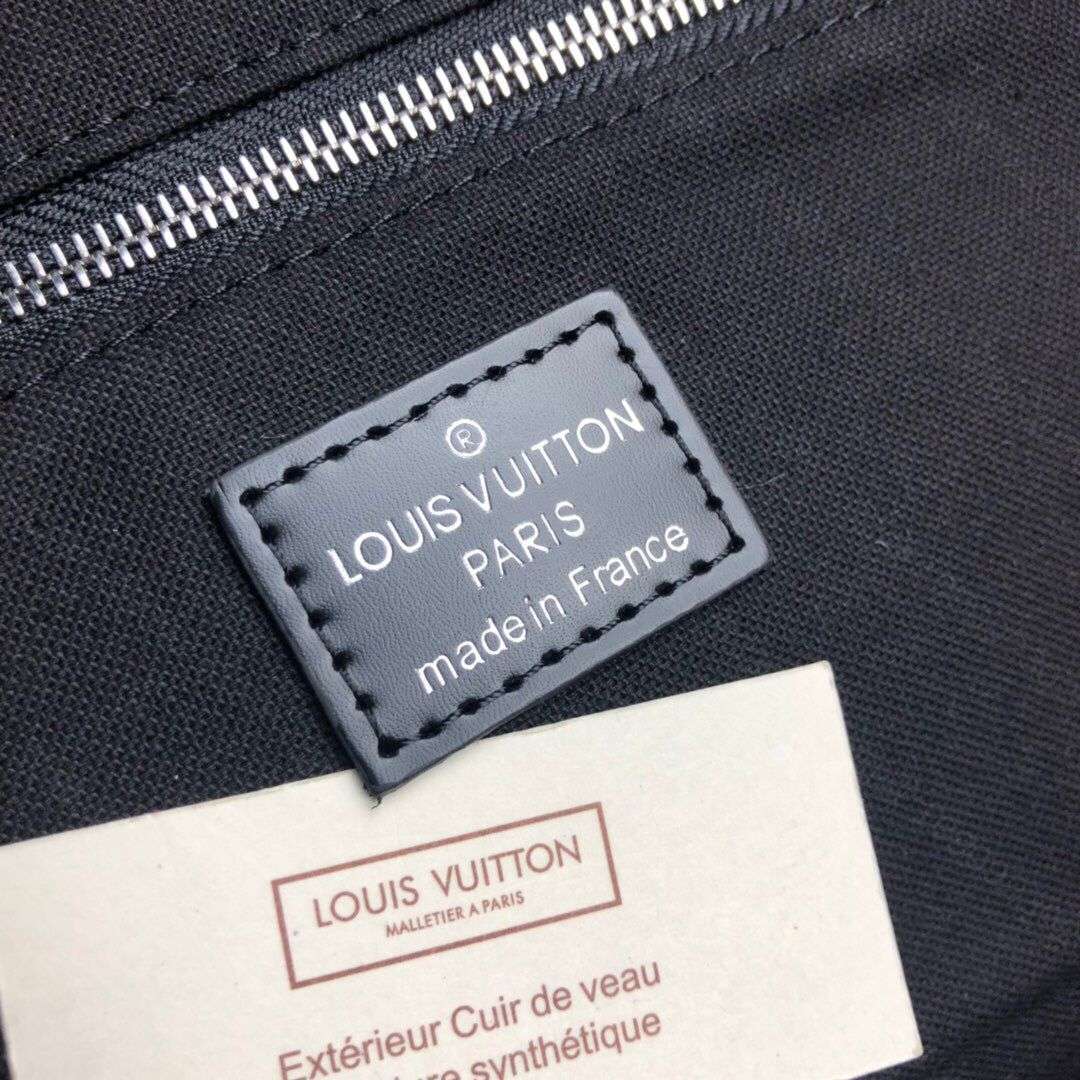 ®
LOUIS VUITTON
PARIS
made in France
LOUIS VUITTON
MALLETIER A PARIS
Extérieur Cuir de veau
synthétique